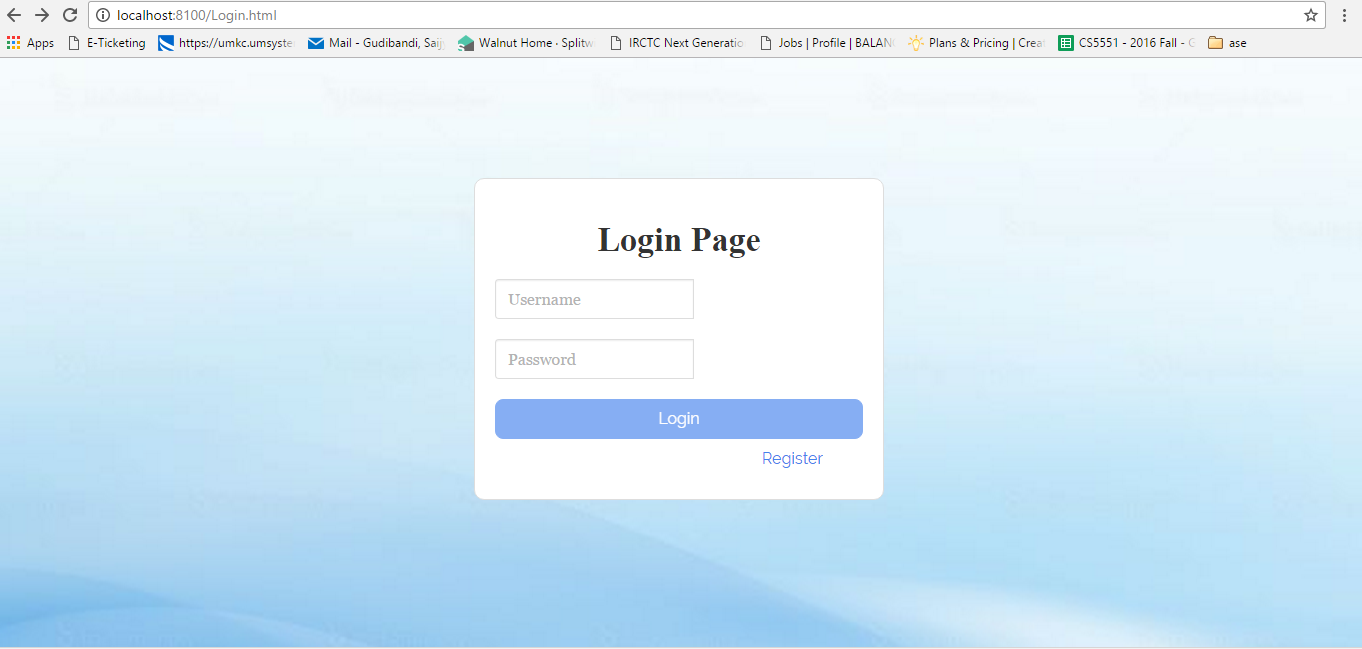 localhost:8100/Login.html
Apps E-Ticketing https://umkc.umsyste Mail - Gudibandi, Saij Walnut Home · Splitw IRCTC Next Generatio Jobs | Profile | BALAN Plans & Pricing | Crea CS5551 - 2016 Fall - G ase
Login Page
Username
Password
Login
Register